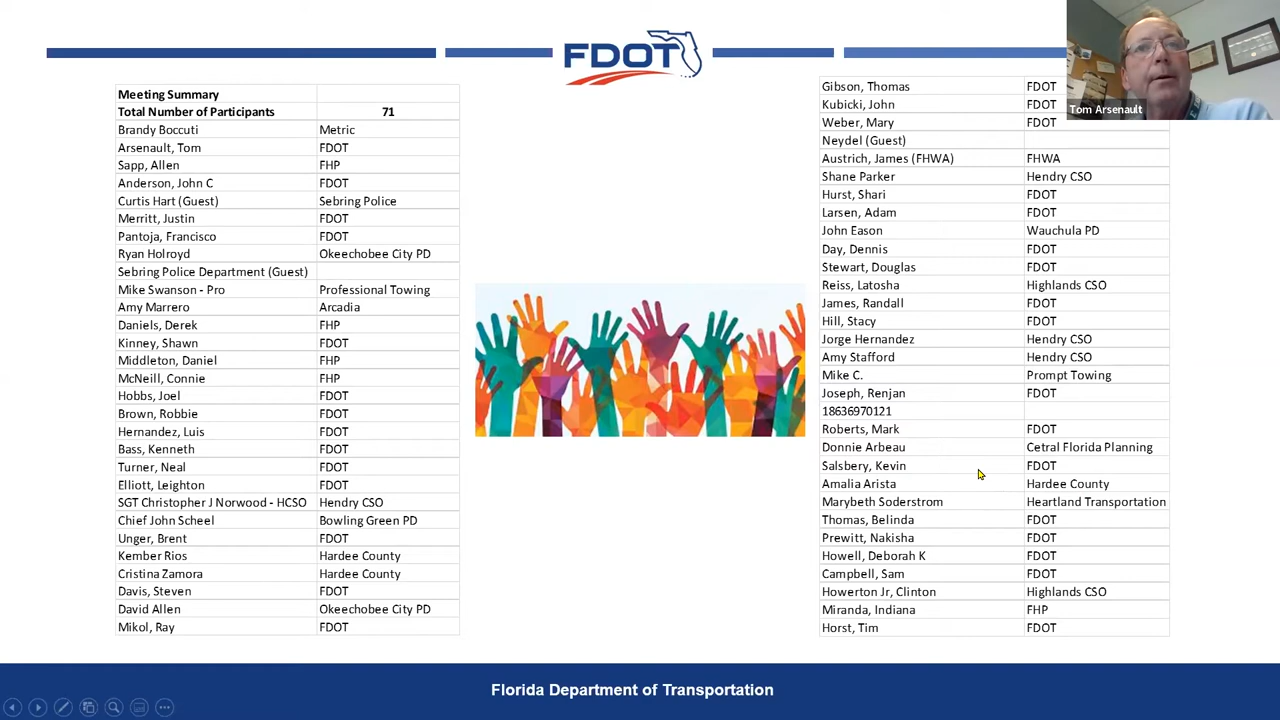 FDOT
Tom Arsenault
Meeting Summary
Total Number of Participants 71
Brandy Boccuti Metric
Arsenault, Tom FDOT
Sapp, Allen FHP
Anderson, John C FDOT
Curtis Hart (Guest) Sebring Police
Merritt, Justin FDOT
Pantoja, Francisco FDOT
Ryan Holroyd Okeechobee City PD
Sebring Police Department (Guest)
Mike Swanson - Pro Professional Towing
Amy Marrero Arcadia
Daniels, Derek FHP
Kinney, Shawn FDOT
Middleton, Daniel FHP
McNeill, Connie FHP
Hobbs, Joel FDOT
Brown, Robbie FDOT
Hernandez, Luis FDOT
Bass, Kenneth FDOT
Turner, Neal FDOT
Elliott, Leighton FDOT
SGT Christopher J Norwood - HCSO Hendry CSO
Chief John Scheel Bowling Green PD
Unger, Brent FDOT
Kember Rios Hardee County
Cristina Zamora Hardee County
Davis, Steven FDOT
David Allen Okeechobee City PD
Mikol, Ray FDOT
Gibson, Thomas FDOT
Kubicki, John FDOT
Weber, Mary FDOT
Neydel (Guest)
Austrich, James (FHWA) FHWA
Shane Parker Hendry CSO
Hurst, Shari FDOT
Larsen, Adam FDOT
John Eason Wauchula PD
Day, Dennis FDOT
Stewart, Douglas FDOT
Reiss, Latosha Highlands CSO
James, Randall FDOT
Hill, Stacy FDOT
Jorge Hernandez Hendry CSO
Amy Stafford Hendry CSO
Mike C. Prompt Towing
Joseph, Renjan FDOT
18636970121
Roberts, Mark FDOT
Donnie Arbeau Cetral Florida Planning
Salsbery, Kevin FDOT
Amalia Arista Hardee County
Marybeth Soderstrom Heartland Transportation
Thomas, Belinda FDOT
Prewitt, Nakisha FDOT
Howell, Deborah K FDOT
Campbell, Sam FDOT
Howerton Jr, Clinton Highlands CSO
Miranda, Indiana FHP
Horst, Tim FDOT
Florida Department of Transportation